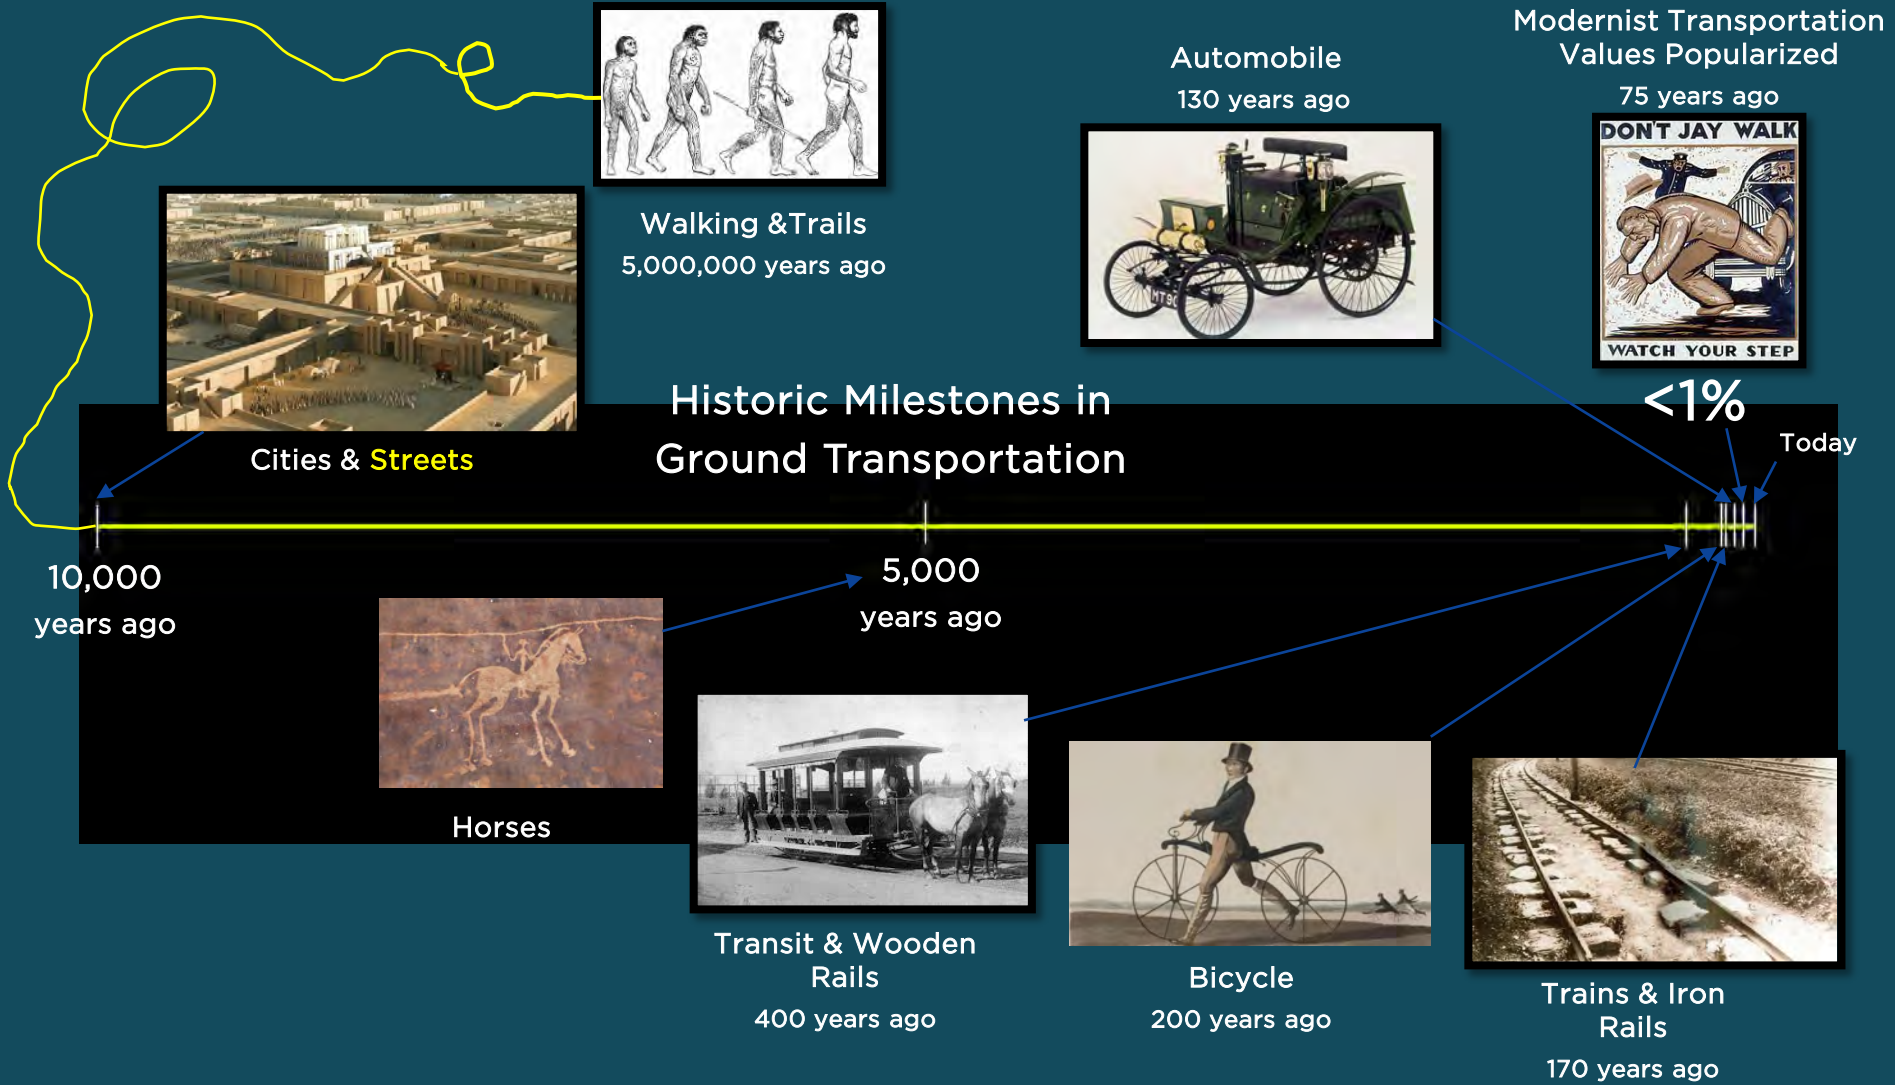 Walking &Trails
5,000,000 years ago
Automobile
130 years ago
Modernist Transportation
Values Popularized
75 years ago
DON'T JAY WALK
WATCH YOUR STEP
<1%
Today
MT90
Cities & Streets
Historic Milestones in
Ground Transportation
10,000
years ago
5,000
years ago
Horses
Transit & Wooden
Rails
400 years ago
Bicycle
200 years ago
Trains & Iron
Rails
170 years ago